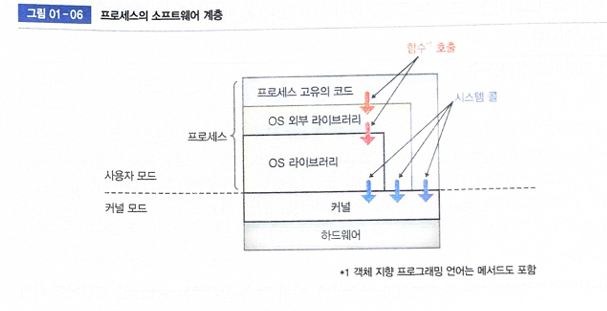 그림 01-06 프로세스의 소프트웨어 계층
함수*1 호출
프로세스 고유의 코드
시스템 콜
OS 외부 라이브러리
프로세스
OS 라이브러리
사용자 모드
커널 모드
커널
하드웨어
*1 객체 지향 프로그래밍 언어는 메서드도 포함